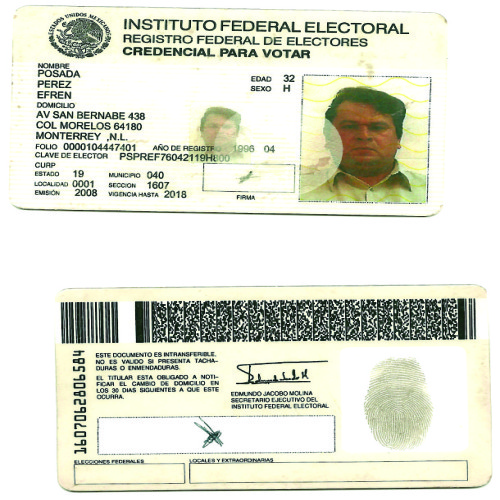 ESTADOS UNIDOS MEXICANOS
INSTITUTO FEDERAL ELECTORAL
REGISTRO FEDERAL DE ELECTORES
CREDENCIAL PARA VOTAR
NOMBRE
POSADA
PEREZ
EFREN
EDAD 32
SEXO H
DOMICILIO
AV SAN BERNABE 438
COL MORELOS 64180
MONTERREY ,N.L.
FOLIO 0000104447401 AÑO DE REGISTRO 1996 04
CLAVE DE ELECTOR PSPREF76042119H800
CURP
ESTADO 19 MUNICIPIO 040
LOCALIDAD 0001 SECCION 1607
EMISIÓN 2008 VIGENCIA HASTA 2018
FIRMA
1607062806584
ESTE DOCUMENTO ES INTRANSFERIBLE,
NO ES VALIDO SI PRESENTA TACHA-
DURAS O ENMENDADURAS.
EL TITULAR ESTA OBLIGADO A NOTI-
FICAR EL CAMBIO DE DOMICILIO EN
LOS 30 DIAS SIGUIENTES A QUE ESTE
OCURRA.
EDMUNDO JACOBO MOLINA
SECRETARIO EJECUTIVO DEL
INSTITUTO FEDERAL ELECTORAL
ELECCIONES FEDERALES
LOCALES Y EXTRAORDINARIAS